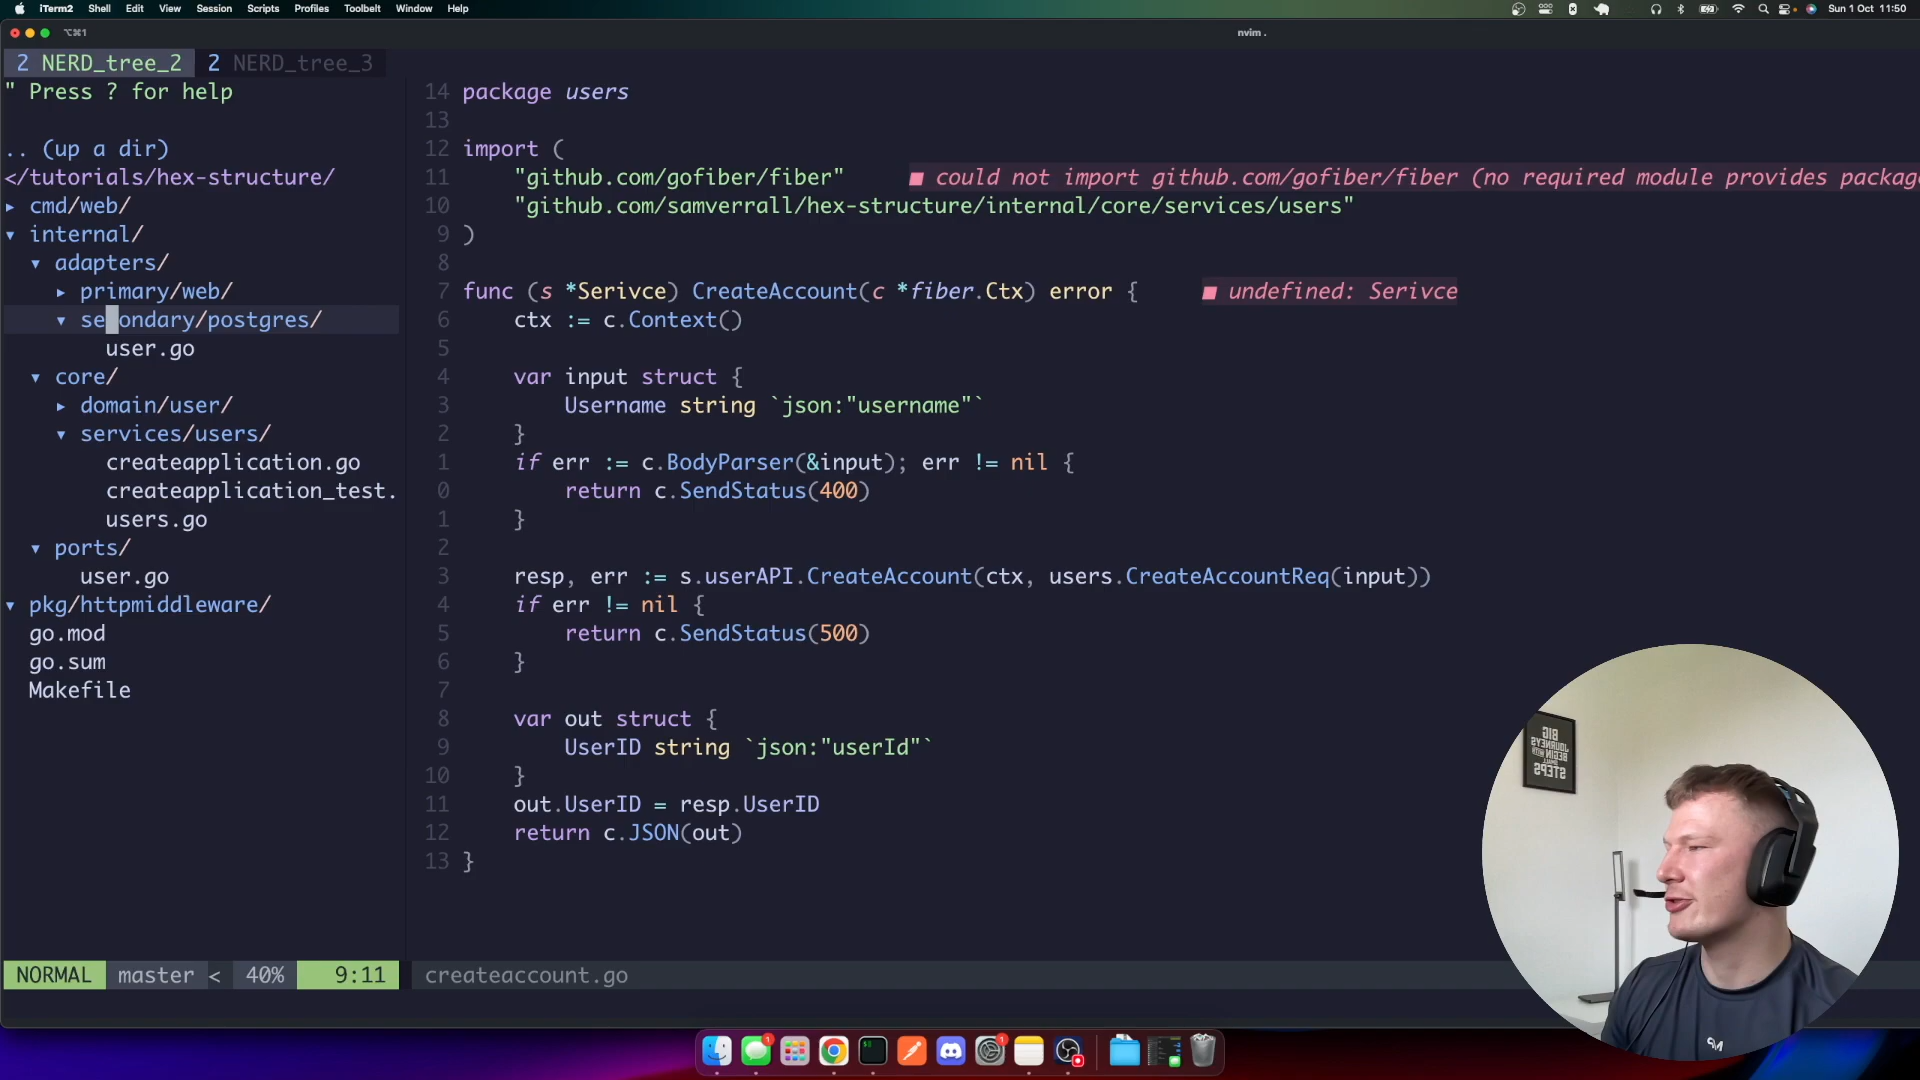 iTerm2 Shell Edit View Session Scripts Profiles Toolbelt Window Help
Sun 1 Oct 11:50
⌥⌘1
nvim .
2 NERD_tree_2 2 NERD_tree_3
" Press ? for help
.. (up a dir)
</tutorials/hex-structure/
▸ cmd/web/
▾ internal/
▾ adapters/
▸ primary/web/
▾ secondary/postgres/
user.go
▾ core/
▸ domain/user/
▾ services/users/
createapplication.go
createapplication_test.
users.go
▾ ports/
user.go
▾ pkg/httpmiddleware/
go.mod
go.sum
Makefile
14 package users
13
12 import (
11 "github.com/gofiber/fiber" ■ could not import github.com/gofiber/fiber (no required module provides packag
10 "github.com/samverrall/hex-structure/internal/core/services/users"
9 )
8
7 func (s *Serivce) CreateAccount(c *fiber.Ctx) error { ■ undefined: Serivce
6 ctx := c.Context()
5
4 var input struct {
3 Username string `json:"username"`
2 }
1 if err := c.BodyParser(&input); err != nil {
0 return c.SendStatus(400)
1 }
2
3 resp, err := s.userAPI.CreateAccount(ctx, users.CreateAccountReq(input))
4 if err != nil {
5 return c.SendStatus(500)
6 }
7
8 var out struct {
9 UserID string `json:"userId"`
10 }
11 out.UserID = resp.UserID
12 return c.JSON(out)
13 }
BIG
JOURNEYS
BEGIN WITH
SMALL
STEPS
NORMAL master < 40% 9:11 createaccount.go
1
1